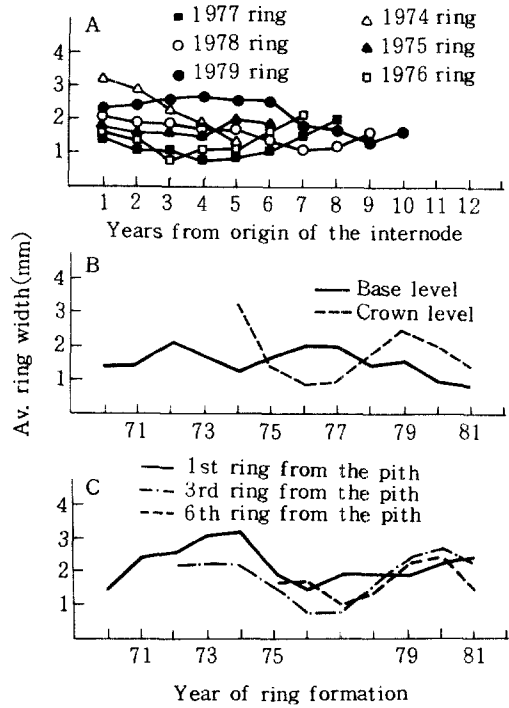 A
1977 ring
1974 ring
1978 ring
1975 ring
1979 ring
1976 ring
4
3
2
1
1 2 3 4 5 6 7 8 9 10 11 12
Years from origin of the internode
Av. ring width(mm)
B
Base level
Crown level
4
3
2
1
71 73 75 77 79 81
C
1st ring from the pith
3rd ring from the pith
6th ring from the pith
4
3
2
1
71 73 75 77 79 81
Year of ring formation